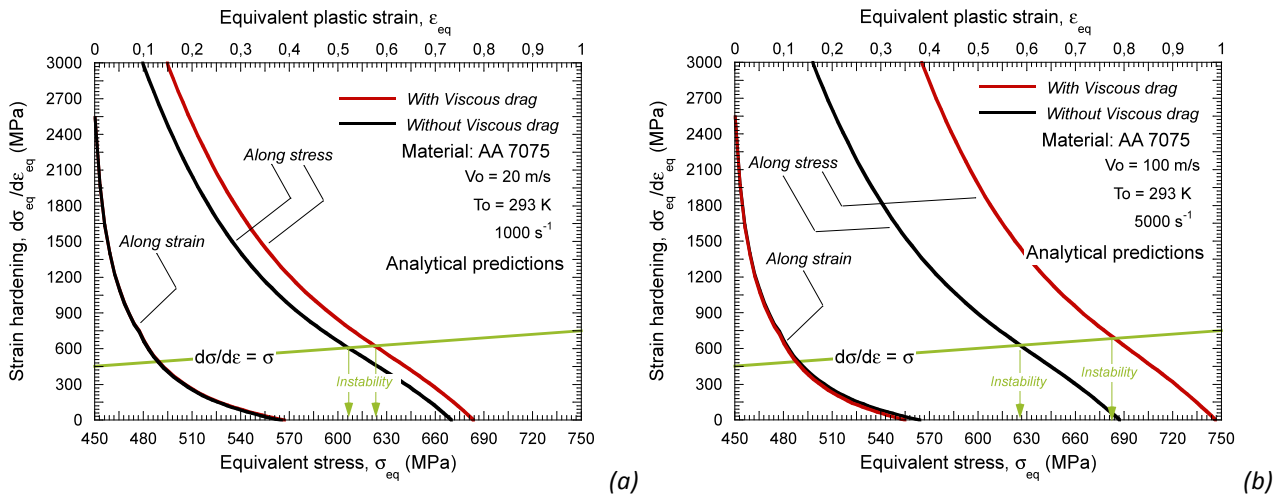 Equivalent plastic strain, εeq
0 0,1 0,2 0,3 0,4 0,5 0,6 0,7 0,8 0,9 1
3000
2700
2400
2100
1800
1500
1200
900
600
300
0
Strain hardening, dσeq/dεeq (MPa)
With Viscous drag
Without Viscous drag
Material: AA 7075
Vo = 20 m/s
To = 293 K
1000 s-1
Analytical predictions
Along stress
Along strain
dσ/dε = σ
Instability
450 480 510 540 570 600 630 660 690 720 750
Equivalent stress, σeq (MPa)
(a)
Equivalent plastic strain, εeq
0 0,1 0,2 0,3 0,4 0,5 0,6 0,7 0,8 0,9 1
3000
2700
2400
2100
1800
1500
1200
900
600
300
0
Strain hardening, dσeq/dεeq (MPa)
With Viscous drag
Without Viscous drag
Material: AA 7075
Vo = 100 m/s
To = 293 K
5000 s-1
Analytical predictions
Along stress
Along strain
dσ/dε = σ
Instability
Instability
450 480 510 540 570 600 630 660 690 720 750
Equivalent stress, σeq (MPa)
(b)